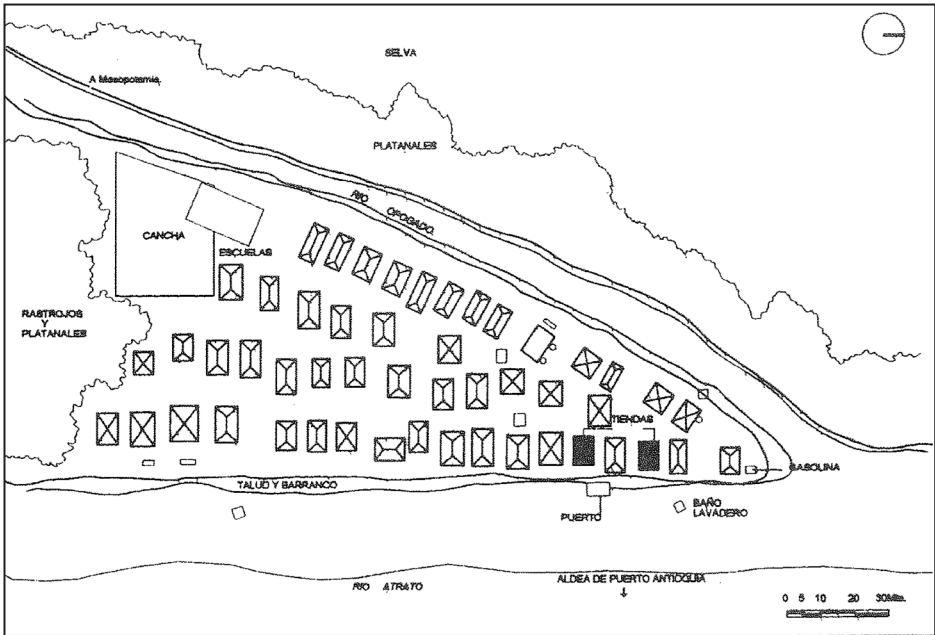 SELVA
A Mesopotamia
PLATANALES
RIO OPOGADO
CANCHA
ESCUELAS
RASTROJOS
Y
PLATANALES
TIENDAS
GASOLINA
TALUD Y BARRANCO
BAÑO
LAVADERO
PUERTO
RIO ATRATO
ALDEA DE PUERTO ANTIOQUIA
0 5 10 20 30Mts.